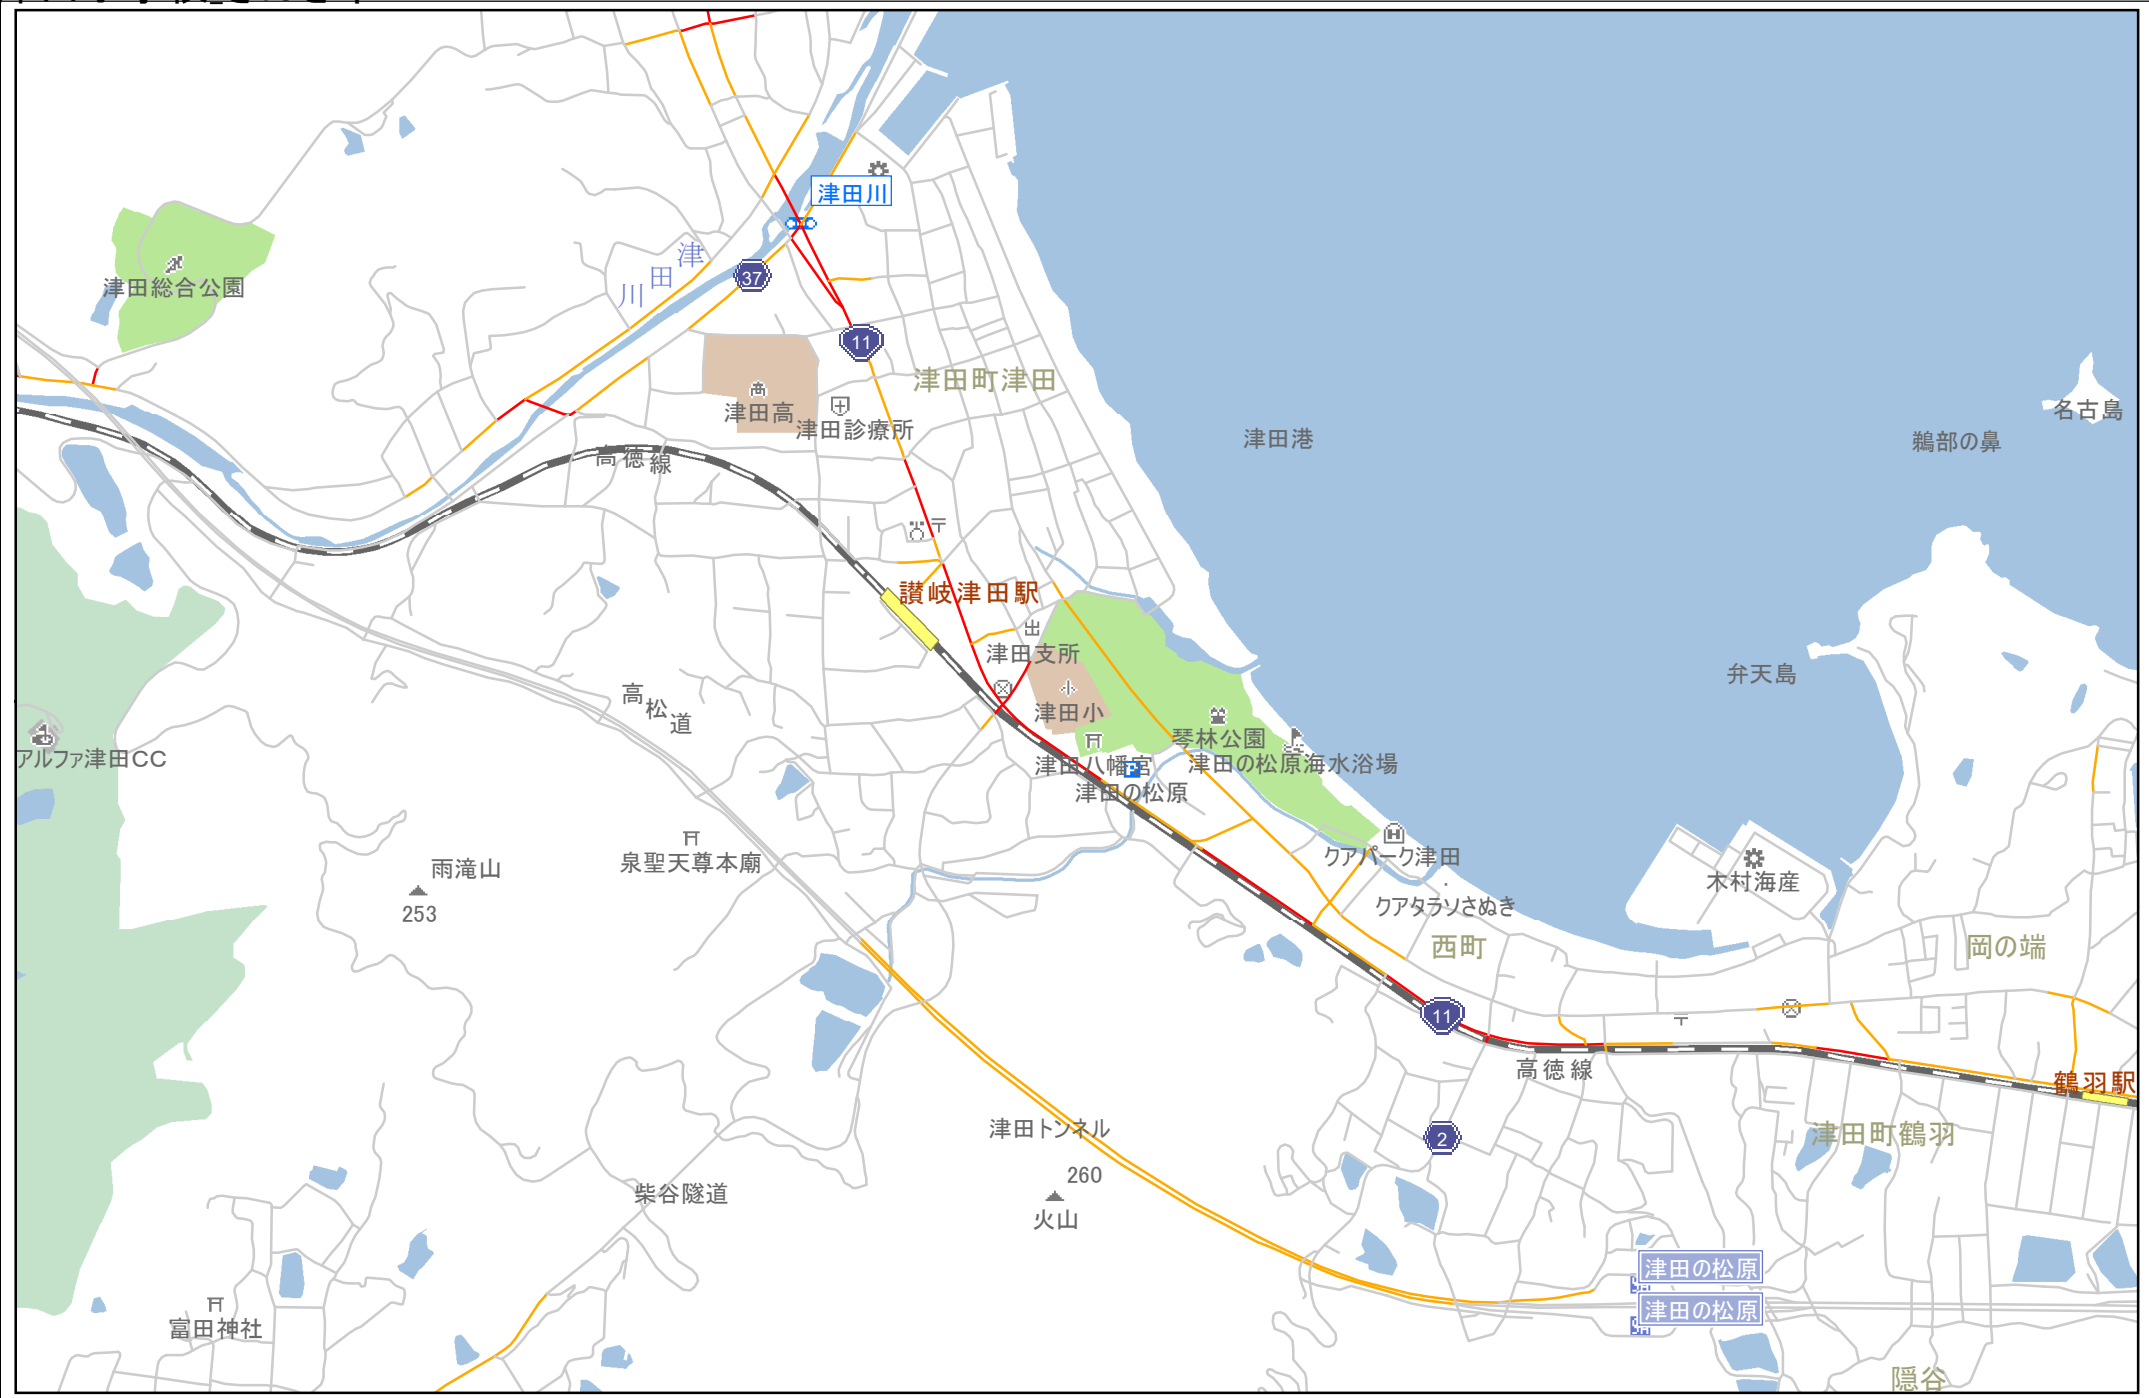 津田川
37
津田川
津田総合公園
11
津田町津田
津田高
津田診療所
高徳線
津田港
名古島
鵜部の鼻
讃岐津田駅
津田支所
弁天島
高松道
津田小
琴林公園
アルファ津田CC
津田八幡宮
津田の松原海水浴場
P
津田の松原
泉聖天尊本廟
雨滝山
253
クアパーク津田
クアタラソさぬき
木村海産
西町
岡の端
11
高徳線
鶴羽駅
津田トンネル
2
津田町鶴羽
260
火山
柴谷隧道
津田の松原
津田の松原
富田神社
隠谷